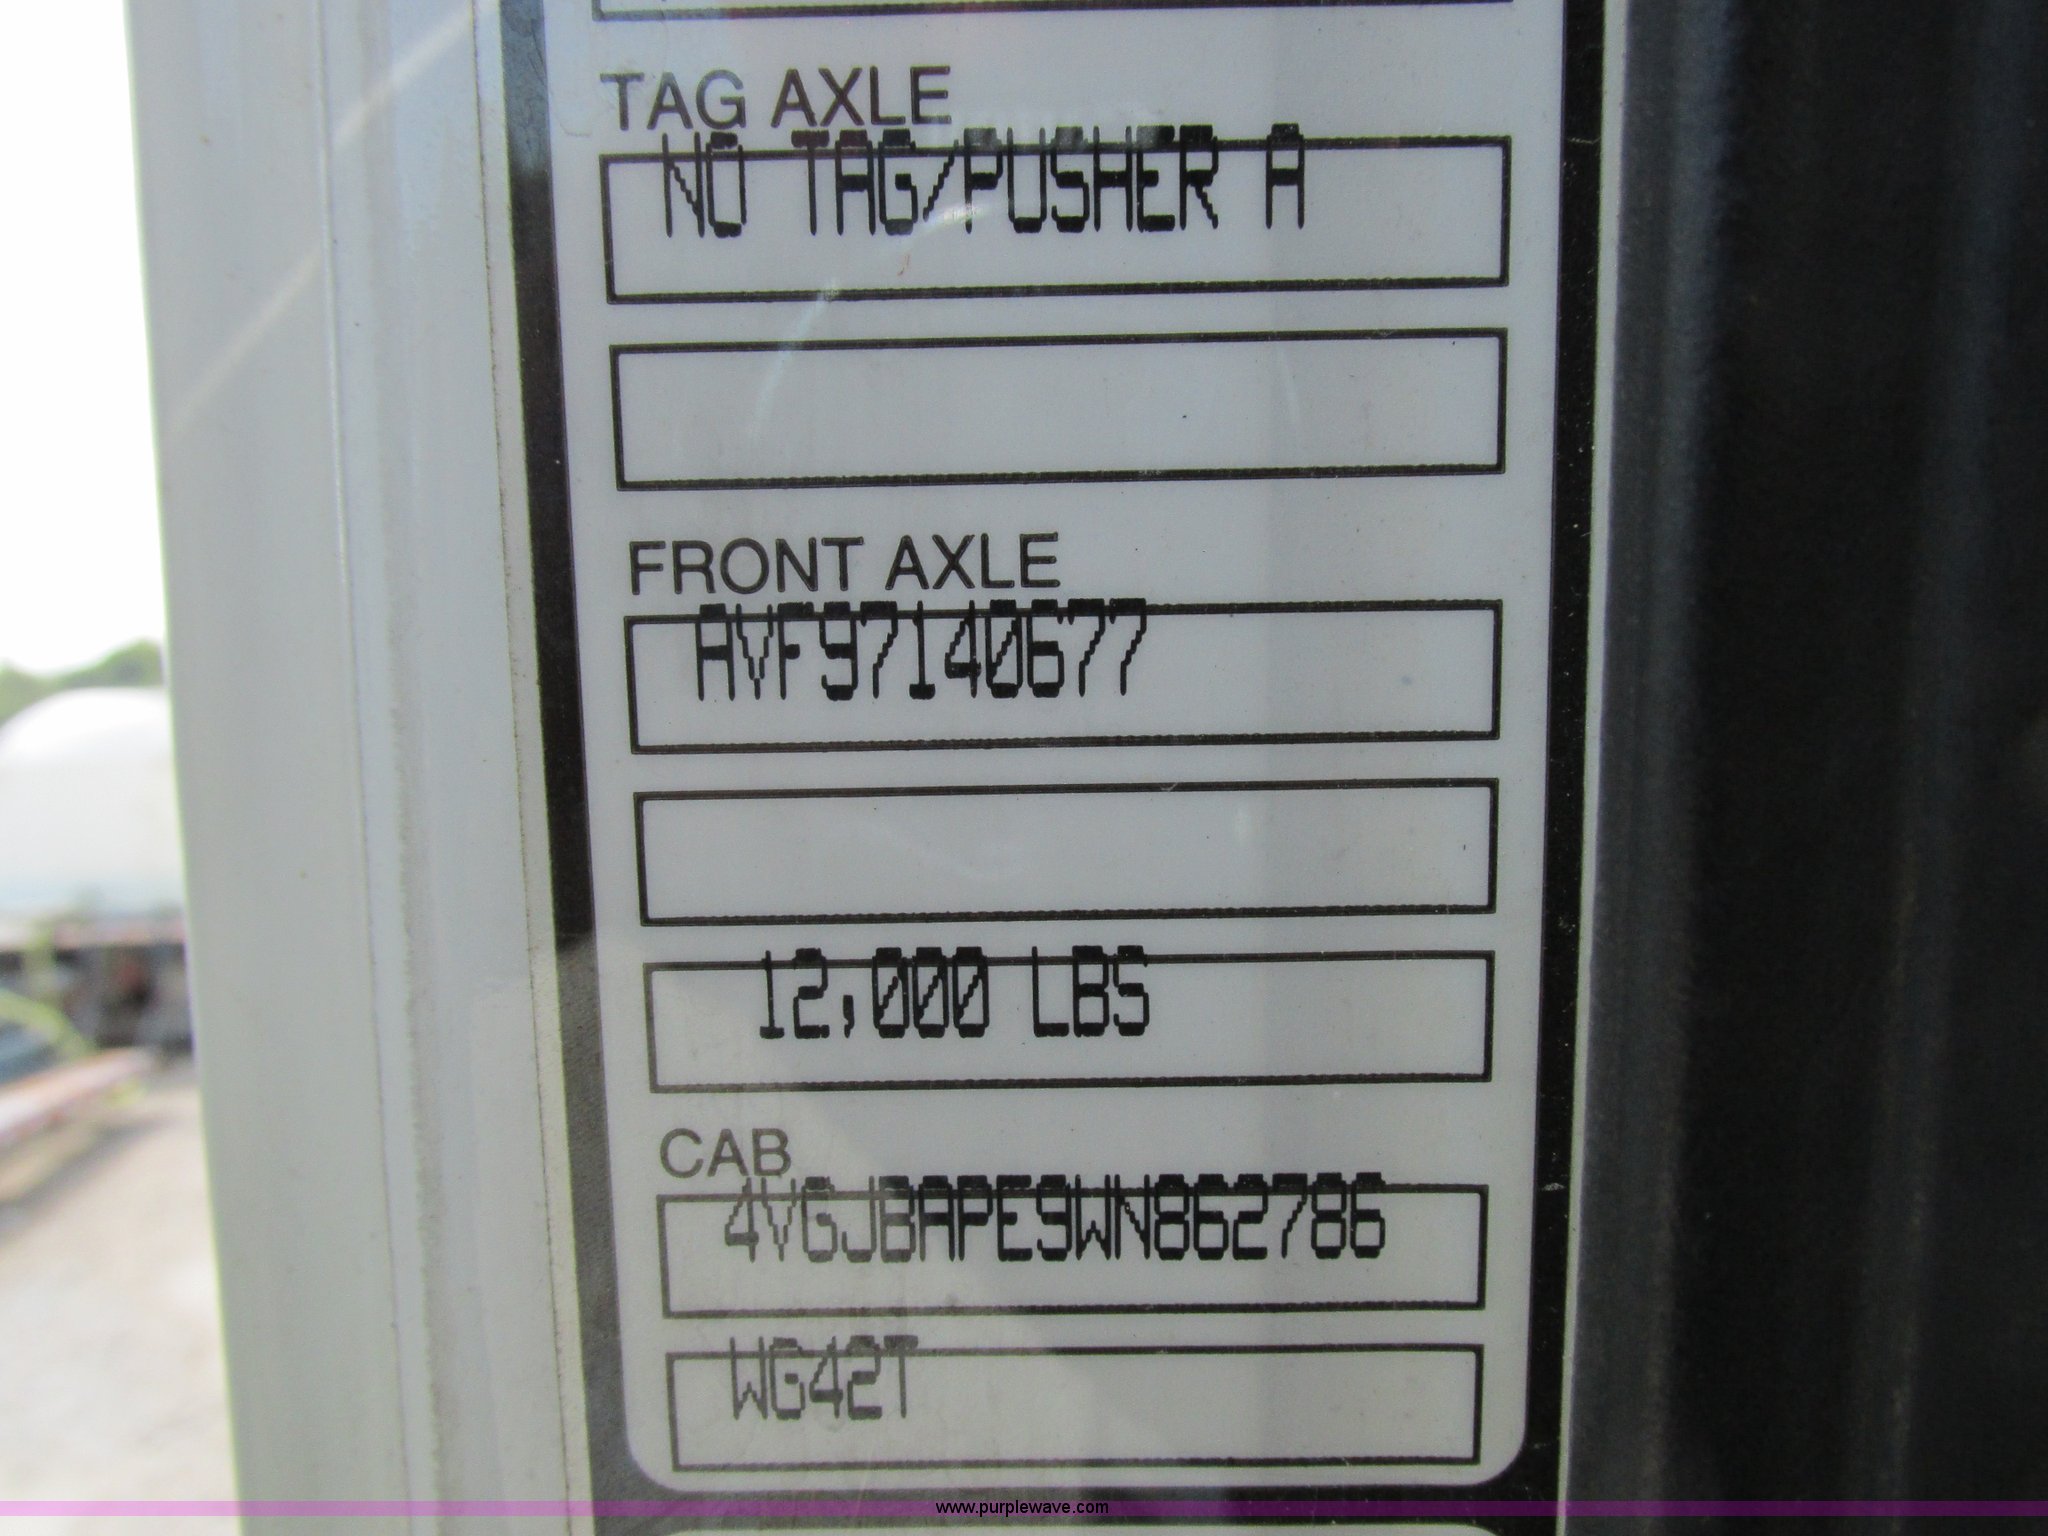 TAG AXLE
NO TAG/PUSHER A
FRONT AXLE
AVF97140677
12,000 LBS
CAB
4VGJBAPE9WN862786
WG42T
www.purplewave.com